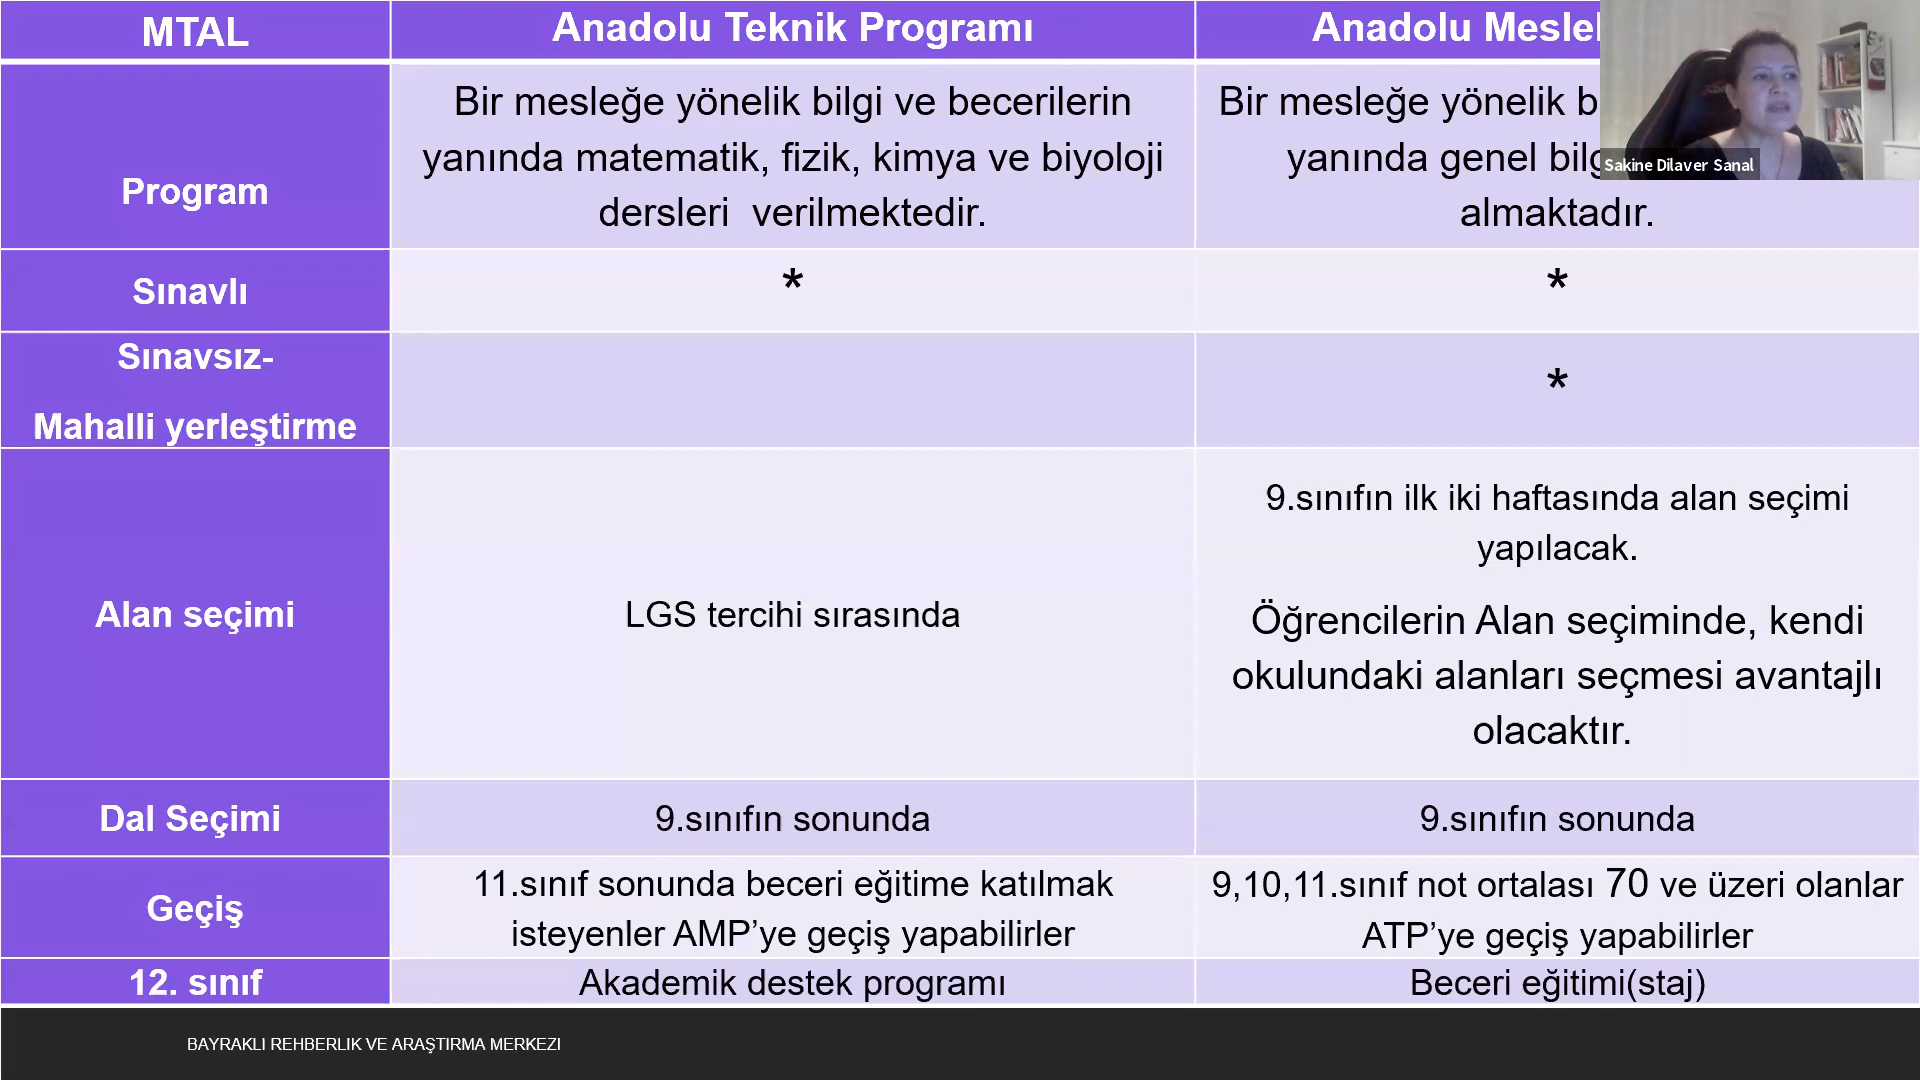 MTAL
Anadolu Teknik Programı
Anadolu
Program
Bir mesleğe yönelik bilgi ve becerilerin
yanında matematik, fizik, kimya ve biyoloji
dersleri verilmektedir.
Bir mesleğe yönelik
yanında genel
almaktadır.
Sakine Dilaver Sanal
Sınavlı
*
*
Sınavsız-
Mahalli yerleştirme
*
Alan seçimi
LGS tercihi sırasında
9.sınıfın ilk iki haftasında alan seçimi
yapılacak.
Öğrencilerin Alan seçiminde, kendi
okulundaki alanları seçmesi avantajlı
olacaktır.
Dal Seçimi
9.sınıfın sonunda
9.sınıfın sonunda
Geçiş
11.sınıf sonunda beceri eğitime katılmak
isteyenler AMP’ye geçiş yapabilirler
9,10,11.sınıf not ortalası 70 ve üzeri olanlar
ATP’ye geçiş yapabilirler
12. sınıf
Akademik destek programı
Beceri eğitimi(staj)
BAYRAKLI REHBERLIK VE ARAŞTIRMA MERKEZI